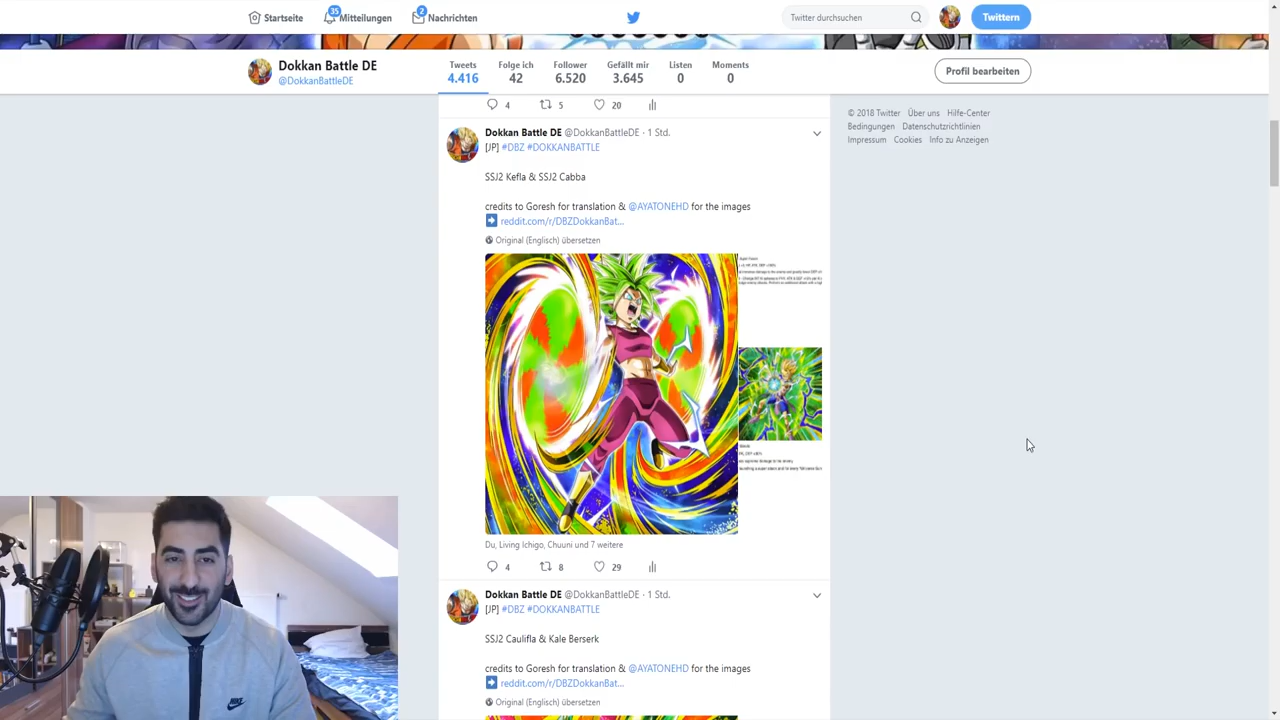 Startseite
35
Mitteilungen
2
Nachrichten
Twitter durchsuchen
Twittern
Dokkan Battle DE
@DokkanBattleDE
Tweets
4.416
Folge ich
42
Follower
6.520
Gefällt mir
3.645
Listen
0
Moments
0
Profil bearbeiten
4
5
20
© 2018 Twitter Über uns Hilfe-Center
Bedingungen Datenschutzrichtlinien
Impressum Cookies Info zu Anzeigen
Dokkan Battle DE @DokkanBattleDE · 1 Std.
[JP] #DBZ #DOKKANBATTLE
SSJ2 Kefla & SSJ2 Cabba
credits to Goresh for translation & @AYATONEHD for the images
reddit.com/r/DBZDokkanBat...
Original (Englisch) übersetzen
Du, Living Ichigo, Chuuni und 7 weitere
4
8
29
Dokkan Battle DE @DokkanBattleDE · 1 Std.
[JP] #DBZ #DOKKANBATTLE
SSJ2 Caulifla & Kale Berserk
credits to Goresh for translation & @AYATONEHD for the images
reddit.com/r/DBZDokkanBat...
Original (Englisch) übersetzen
NIKE